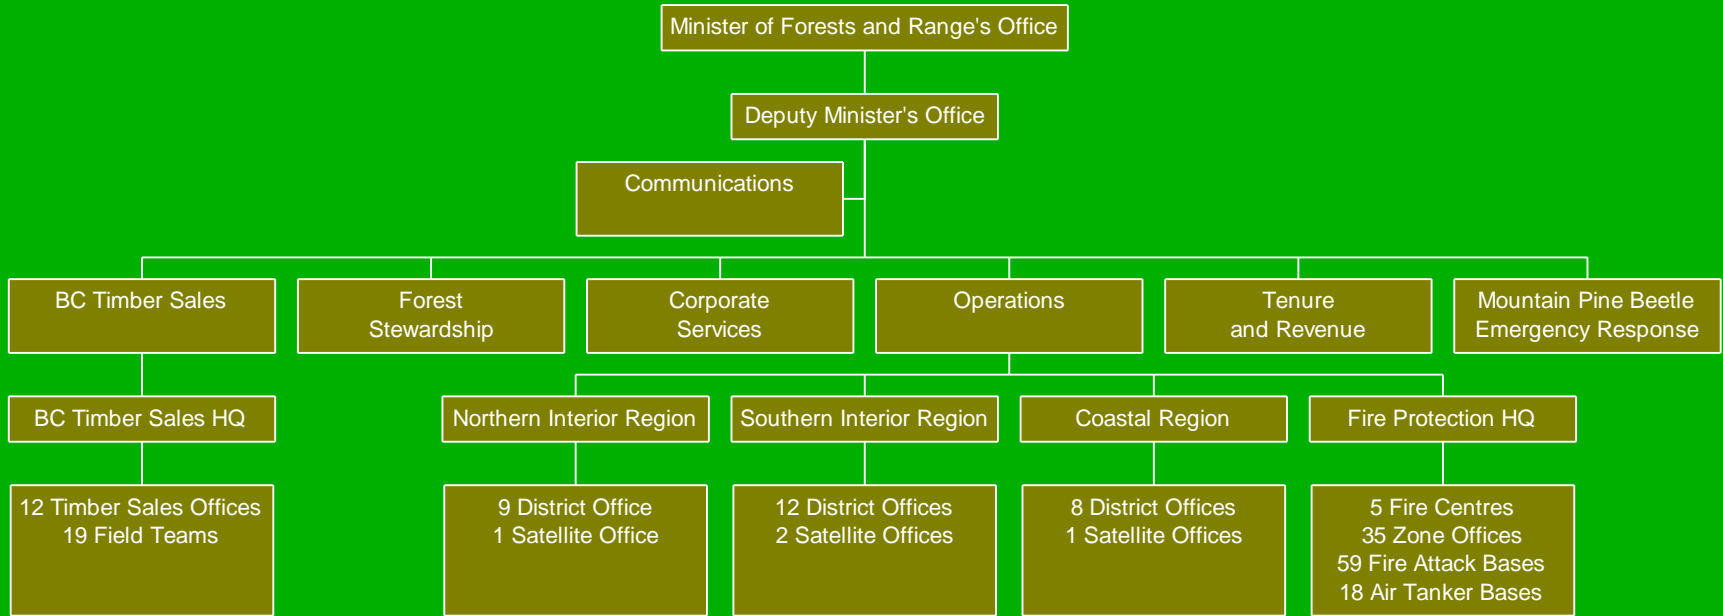 Minister of Forests and Range's Office
Deputy Minister's Office
Communications
BC Timber Sales
Forest
Stewardship
Corporate
Services
Operations
Tenure
and Revenue
Mountain Pine Beetle
Emergency Response
BC Timber Sales HQ
Northern Interior Region
Southern Interior Region
Coastal Region
Fire Protection HQ
12 Timber Sales Offices
19 Field Teams
9 District Office
1 Satellite Office
12 District Offices
2 Satellite Offices
8 District Offices
1 Satellite Offices
5 Fire Centres
35 Zone Offices
59 Fire Attack Bases
18 Air Tanker Bases